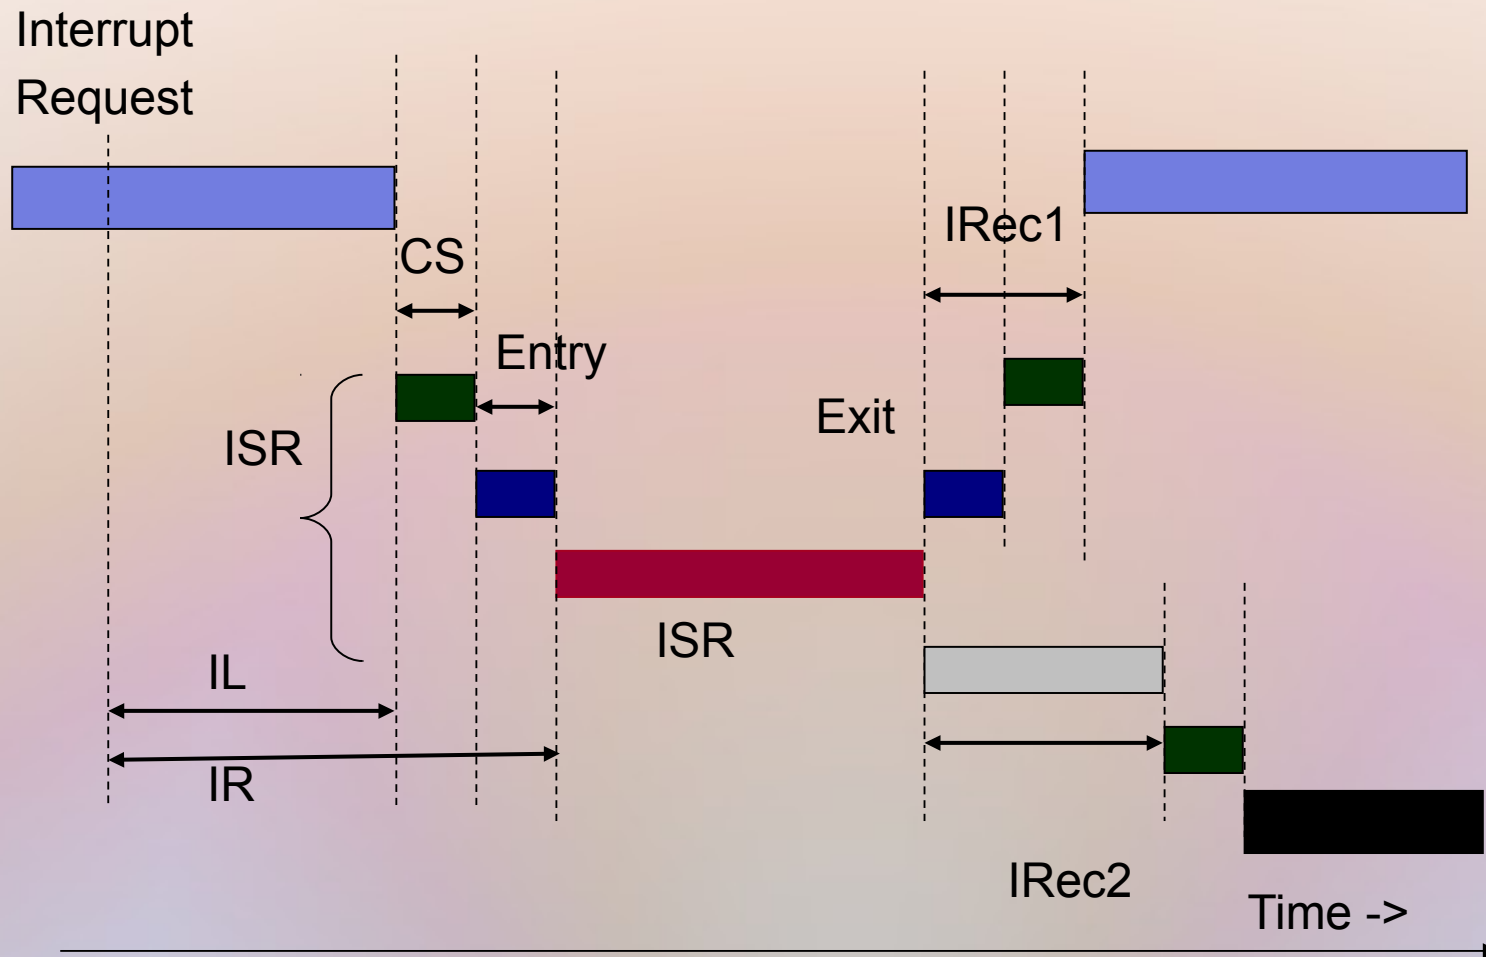 Interrupt
Request
IRec1
CS
Entry
Exit
ISR
ISR
IL
IR
IRec2
Time ->